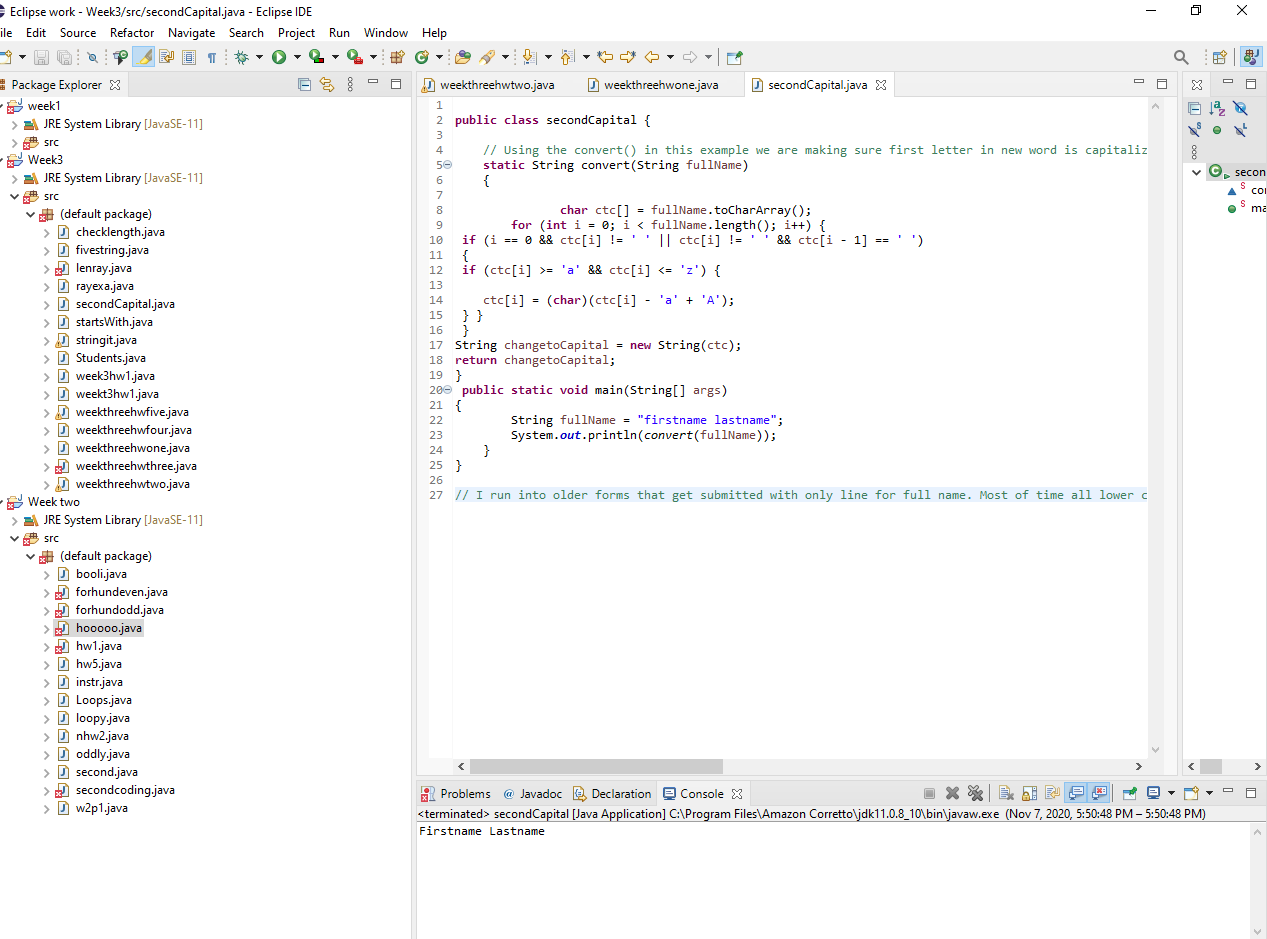 Eclipse work - Week3/src/secondCapital.java - Eclipse IDE
ile Edit Source Refactor Navigate Search Project Run Window Help
Package Explorer
week1
JRE System Library [JavaSE-11]
src
Week3
JRE System Library [JavaSE-11]
src
(default package)
checklength.java
fivestring.java
lenray.java
rayexa.java
secondCapital.java
startsWith.java
stringit.java
Students.java
week3hw1.java
weekt3hw1.java
weekthreehwfive.java
weekthreehwfour.java
weekthreehwone.java
weekthreehwthree.java
weekthreehwtwo.java
Week two
JRE System Library [JavaSE-11]
src
(default package)
booli.java
forhundeven.java
forhundodd.java
hooooo.java
hw1.java
hw5.java
instr.java
Loops.java
loopy.java
nhw2.java
oddly.java
second.java
secondcoding.java
w2p1.java
weekthreehwtwo.java weekthreehwone.java secondCapital.java
1
2 public class secondCapital {
3
4 // Using the convert() in this example we are making sure first letter in new word is capitaliz
5 static String convert(String fullName)
6 {
7
8 char ctc[] = fullName.toCharArray();
9 for (int i = 0; i < fullName.length(); i++) {
10 if (i == 0 && ctc[i] != ' ' || ctc[i] != ' ' && ctc[i - 1] == ' ')
11 {
12 if (ctc[i] >= 'a' && ctc[i] <= 'z') {
13
14 ctc[i] = (char)(ctc[i] - 'a' + 'A');
15 } }
16 }
17 String changetoCapital = new String(ctc);
18 return changetoCapital;
19 }
20 public static void main(String[] args)
21 {
22 String fullName = "firstname lastname";
23 System.out.println(convert(fullName));
24 }
25 }
26
27 // I run into older forms that get submitted with only line for full name. Most of time all lower c
secon
S co
S ma
Problems @ Javadoc Declaration Console
<terminated> secondCapital [Java Application] C:\Program Files\Amazon Corretto\jdk11.0.8_10\bin\javaw.exe (Nov 7, 2020, 5:50:48 PM – 5:50:48 PM)
Firstname Lastname